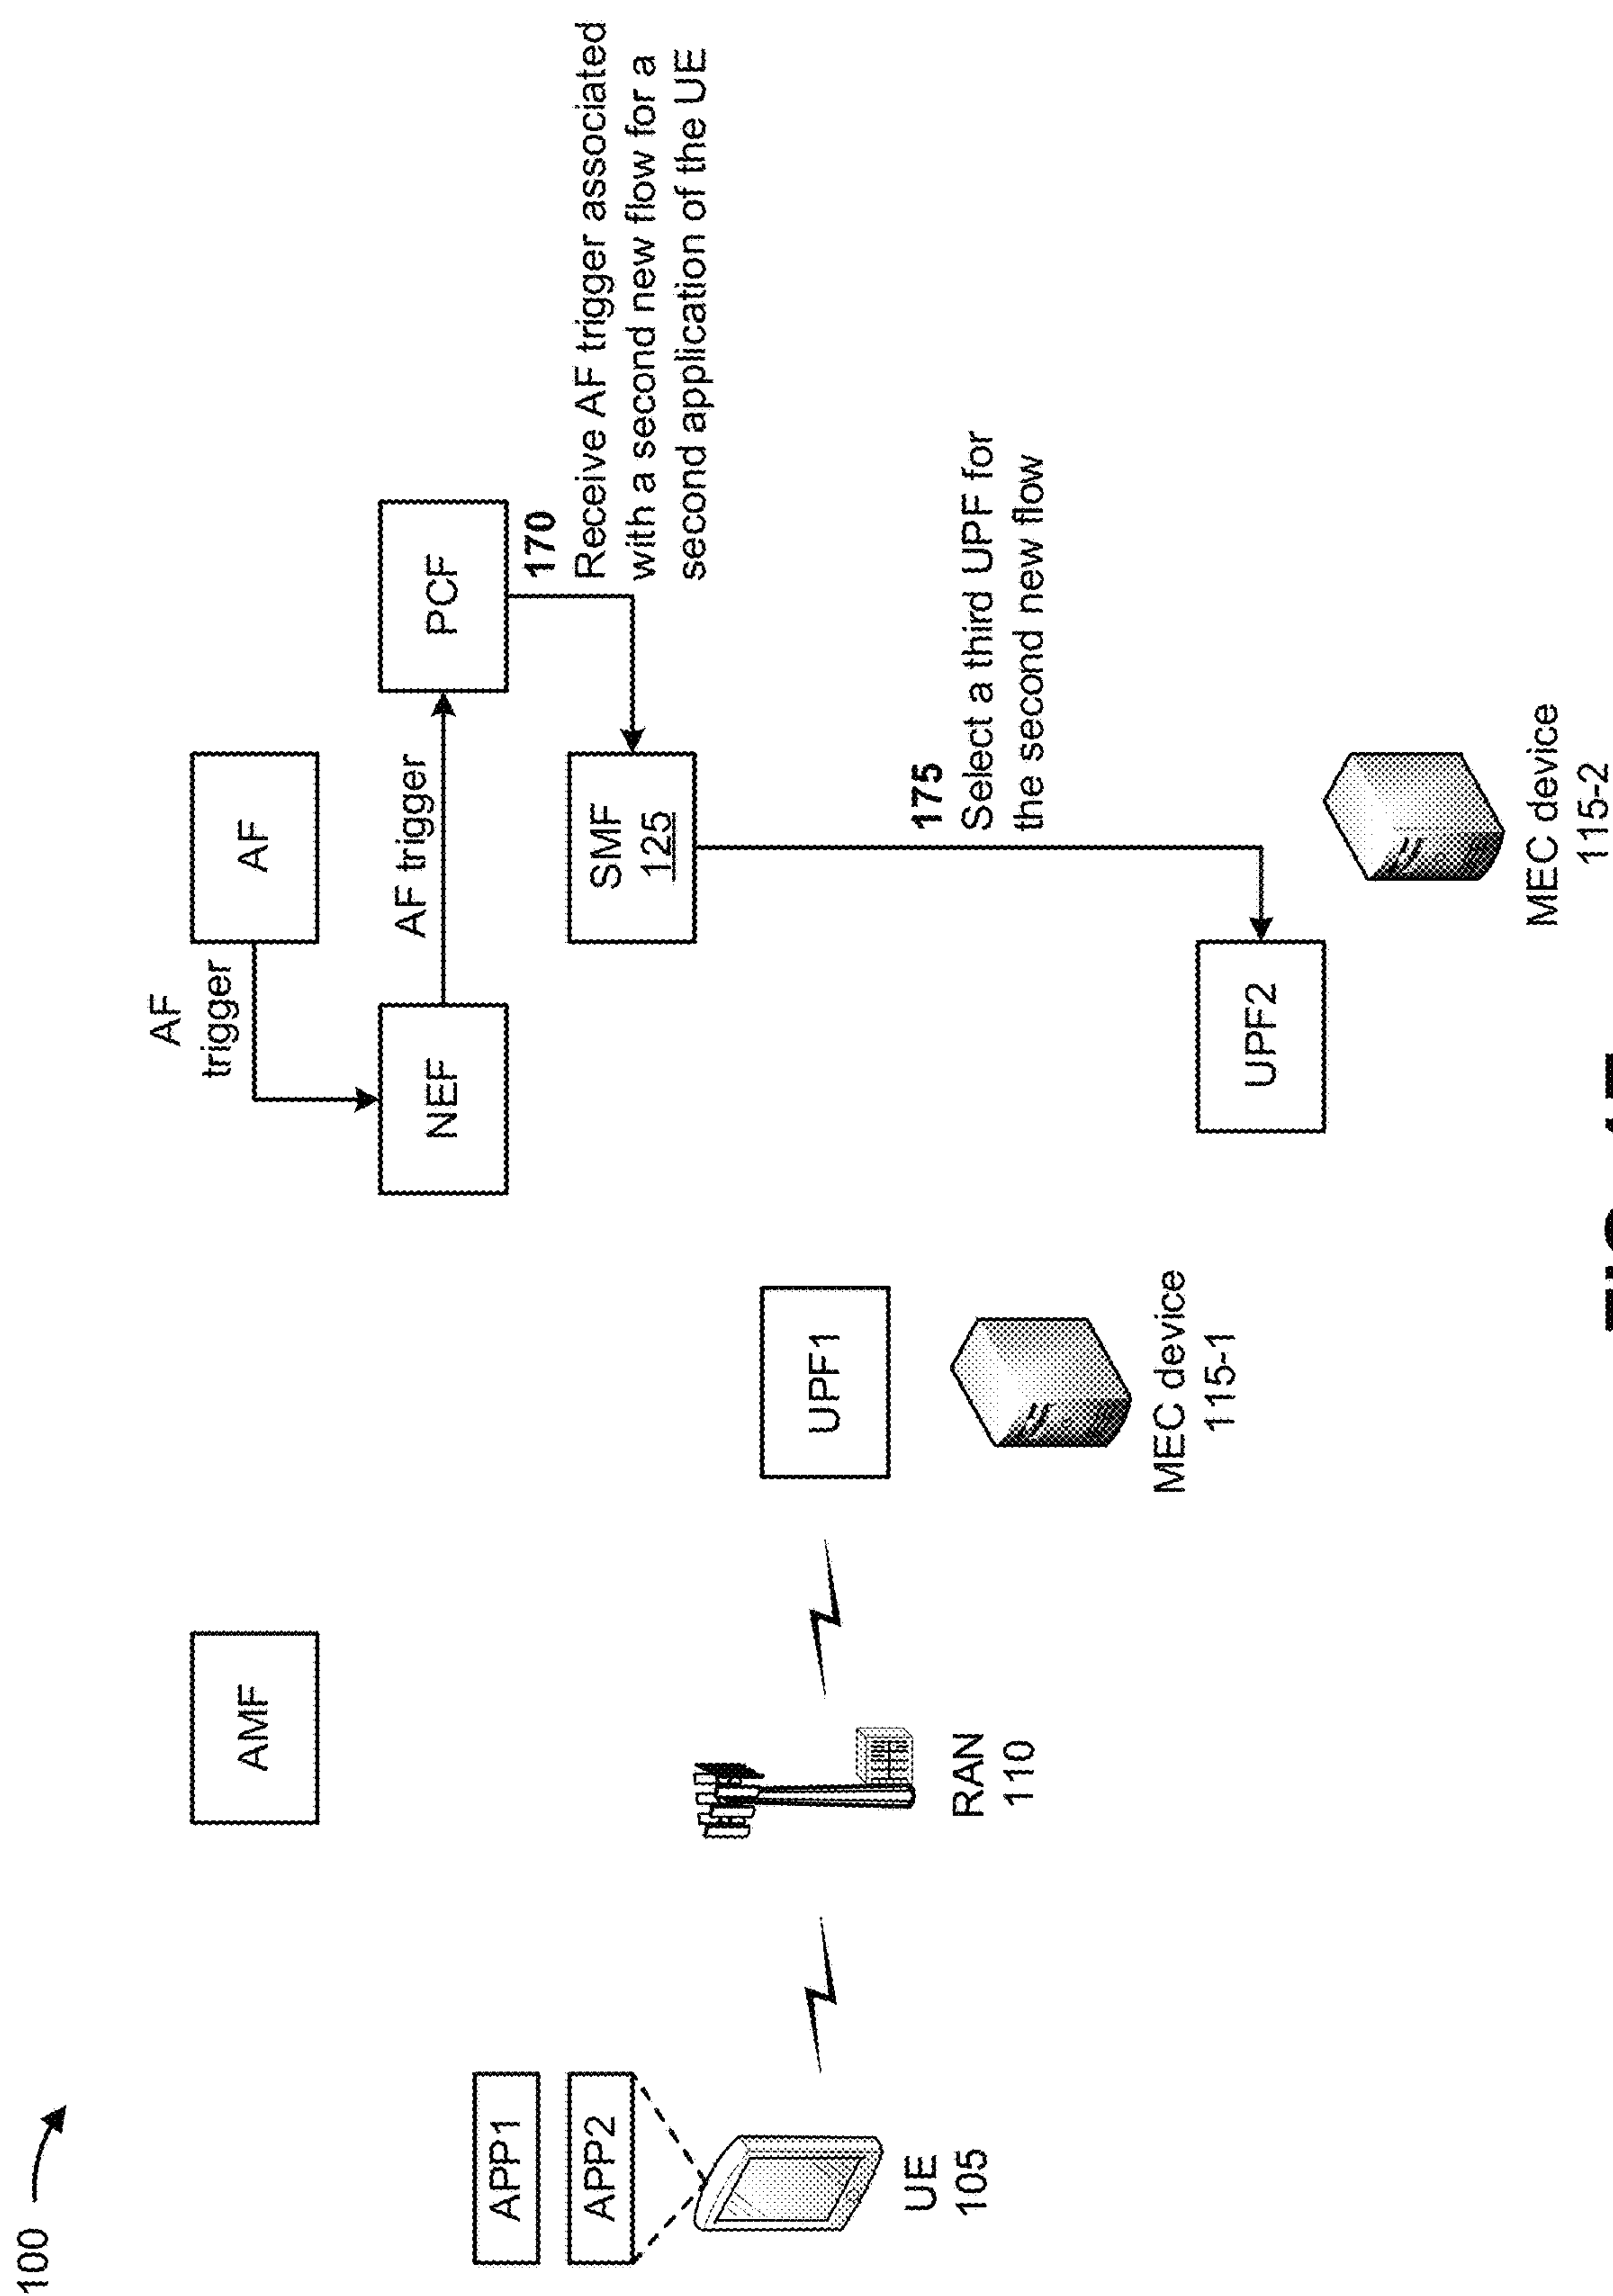 100
AMF
AF
AF
trigger
NEF
AF trigger
PCF
170
Receive AF trigger associated
with a second new flow for a
second application of the UE
SMF
125
175
Select a third UPF for
the second new flow
APP1
APP2
UE
105
RAN
110
UPF1
MEC device
115-1
UPF2
MEC device
115-2